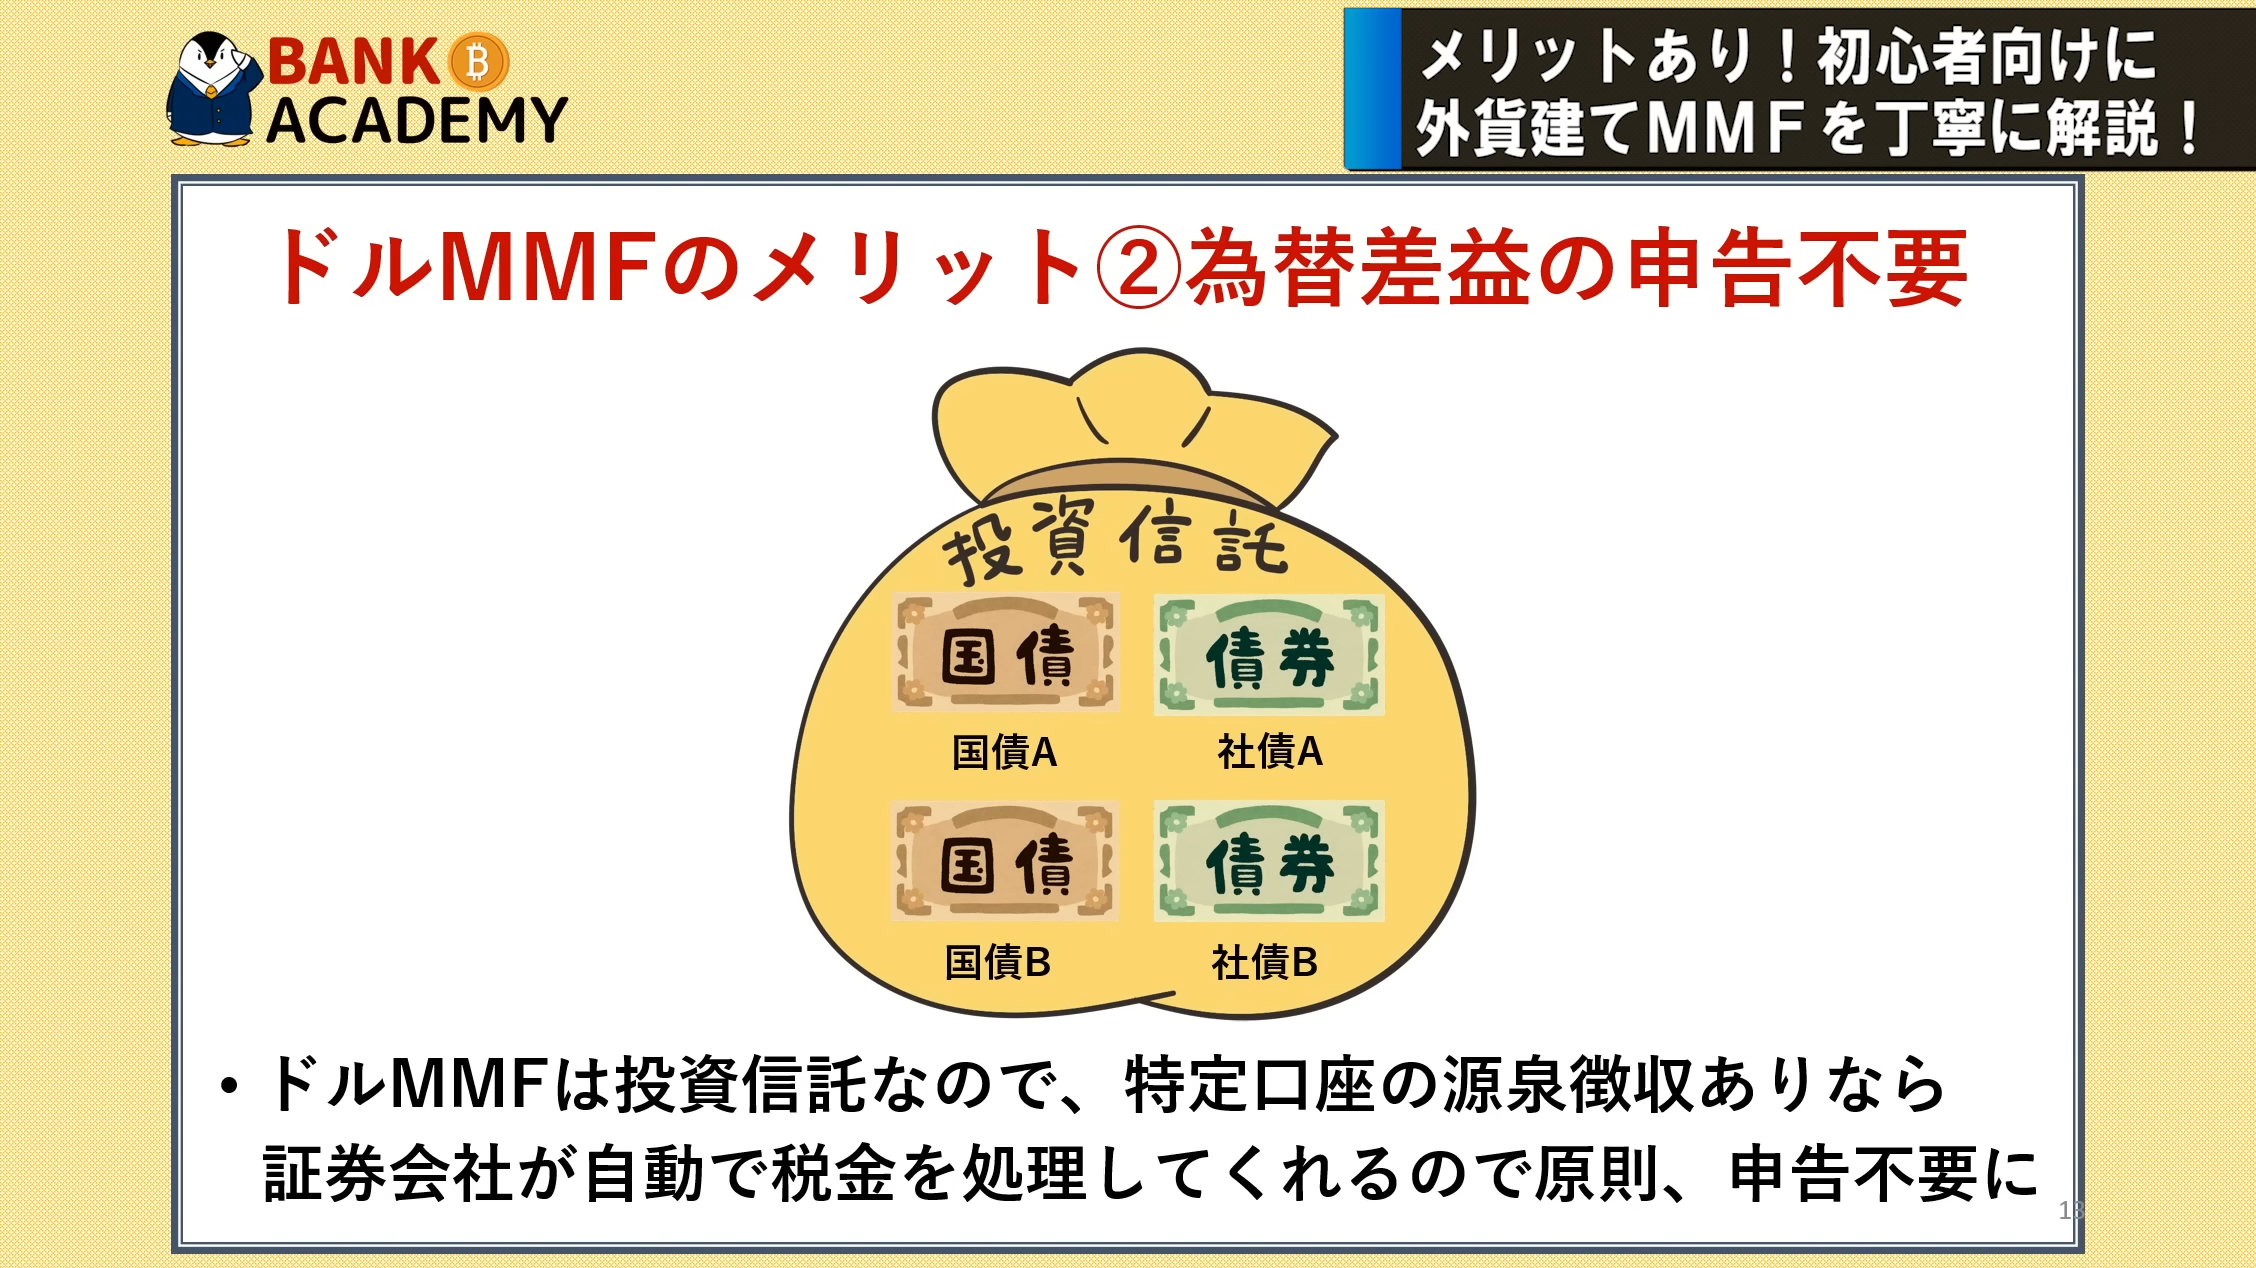 BANK
ACADEMY
メリットあり！初心者向けに
外貨建てMMFを丁寧に解説！
ドルMMFのメリット②為替差益の申告不要
投資信託
国債 債券
国債A 社債A
国債 債券
国債B 社債B
・ドルMMFは投資信託なので、特定口座の源泉徴収ありなら
証券会社が自動で税金を処理してくれるので原則、申告不要に